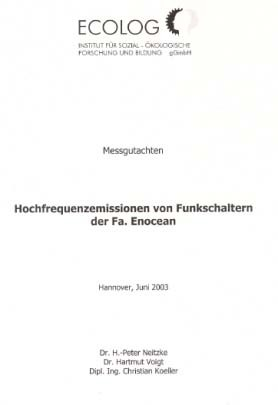 ECOLOG
INSTITUT FÜR SOZIAL - ÖKOLOGISCHE
FORSCHUNG UND BILDUNG gGmbH
Messgutachten
Hochfrequenzemissionen von Funkschaltern
der Fa. Enocean
Hannover, Juni 2003
Dr. H.-Peter Neitzke
Dr. Hartmut Voigt
Dipl. Ing. Christian Koeller